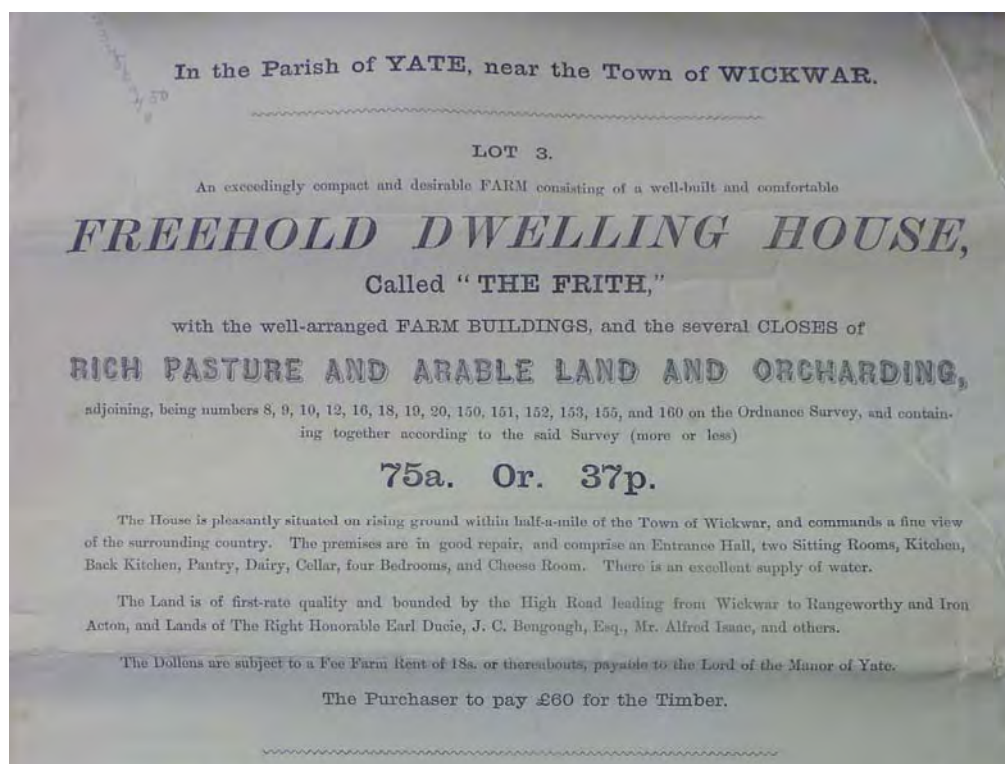 In the Parish of YATE, near the Town of WICKWAR.
LOT 3.
An exceedingly compact and desirable FARM consisting of a well-built and comfortable
FREEHOLD DWELLING HOUSE,
Called "THE FRITH,"
with the well-arranged FARM BUILDINGS, and the several CLOSES of
RICH PASTURE AND ARABLE LAND AND ORCHARDING,
adjoining, being numbers 8, 9, 10, 12, 16, 18, 19, 20, 150, 151, 152, 153, 155, and 160 on the Ordnance Survey, and contain-
ing together according to the said Survey (more or less)
75a. 0r. 37p.
The House is pleasantly situated on rising ground within half-a-mile of the Town of Wickwar, and commands a fine view
of the surrounding country. The premises are in good repair, and comprise an Entrance Hall, two Sitting Rooms, Kitchen,
Back Kitchen, Pantry, Dairy, Cellar, four Bedrooms, and Cheese Room. There is an excellent supply of water.
The Land is of first-rate quality and bounded by the High Road leading from Wickwar to Rangeworthy and Iron
Acton, and Lands of The Right Honorable Earl Ducie, J. C. Bengough, Esq., Mr. Alfred Isaac, and others.
The Dollens are subject to a Fee Farm Rent of 18s. or thereabouts, payable to the Lord of the Manor of Yate.
The Purchaser to pay £60 for the Timber.